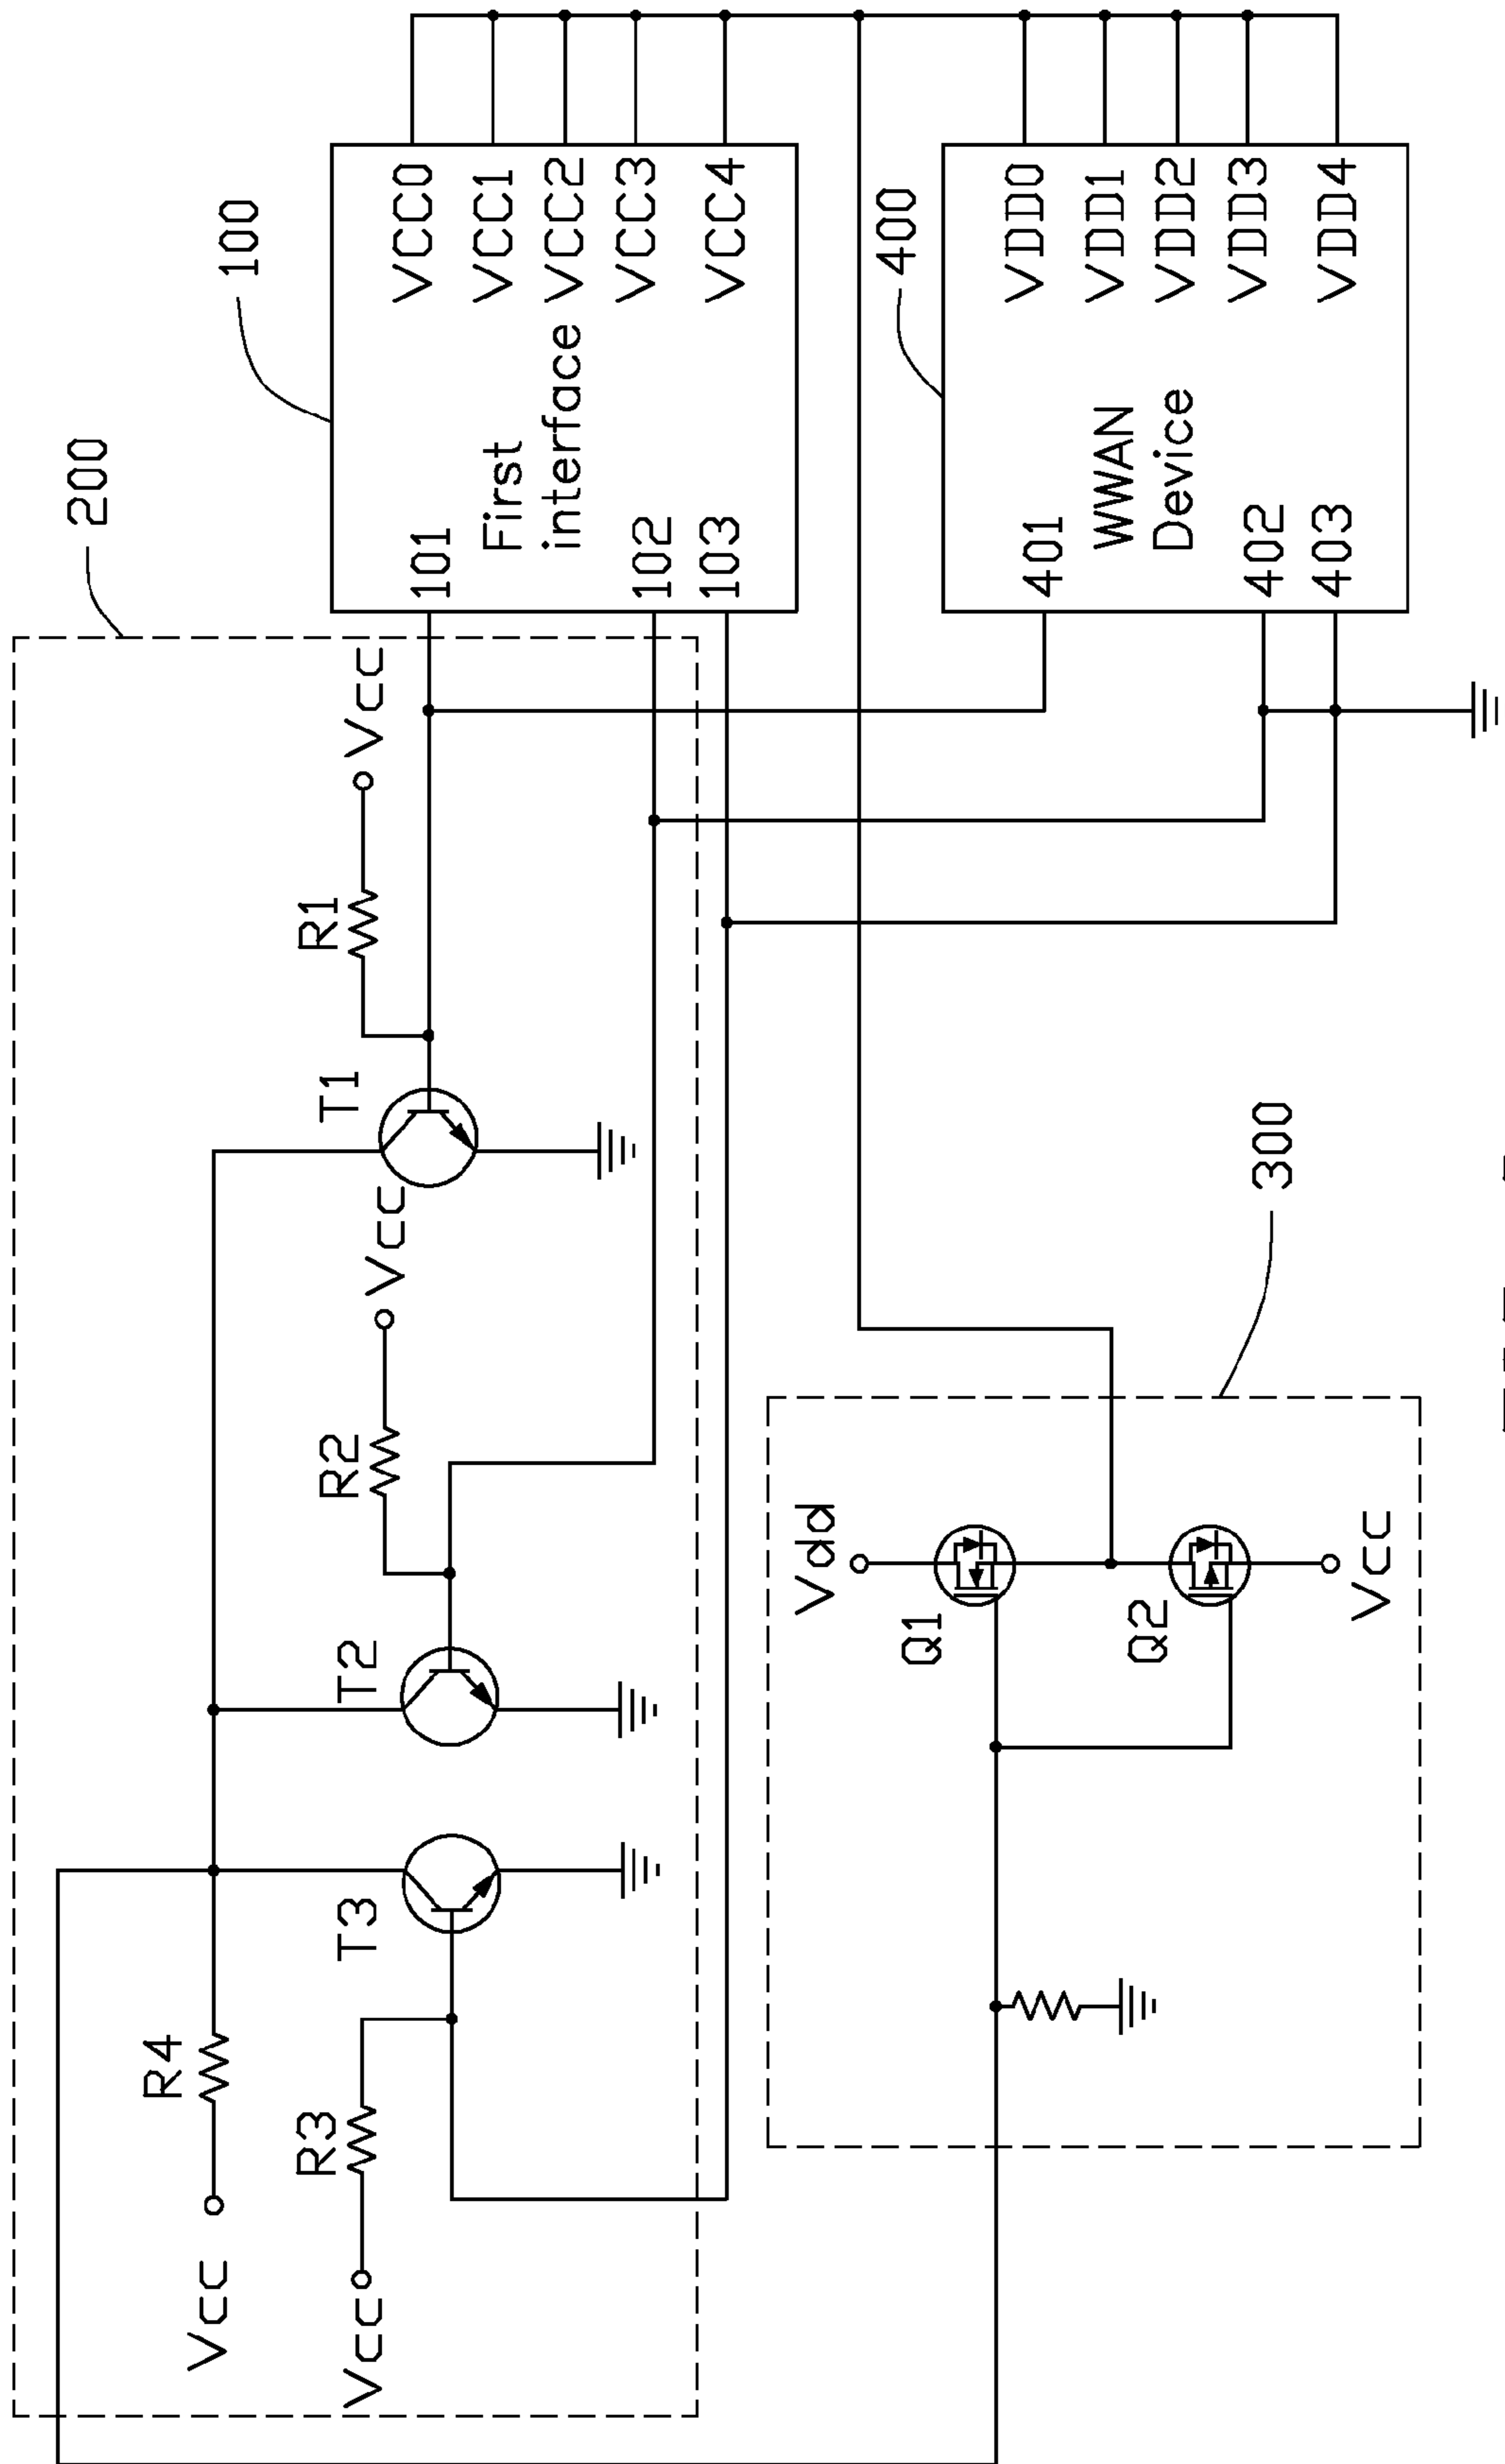 200
R4
Vcc
R3
Vcc
T3
T2
R2
Vcc
T1
R1
Vcc
100
101
102
103
First
interface
VCC0
VCC1
VCC2
VCC3
VCC4
300
Vdd
Q1
Q2
Vcc
400
401
402
403
WWAN
Device
VDD0
VDD1
VDD2
VDD3
VDD4